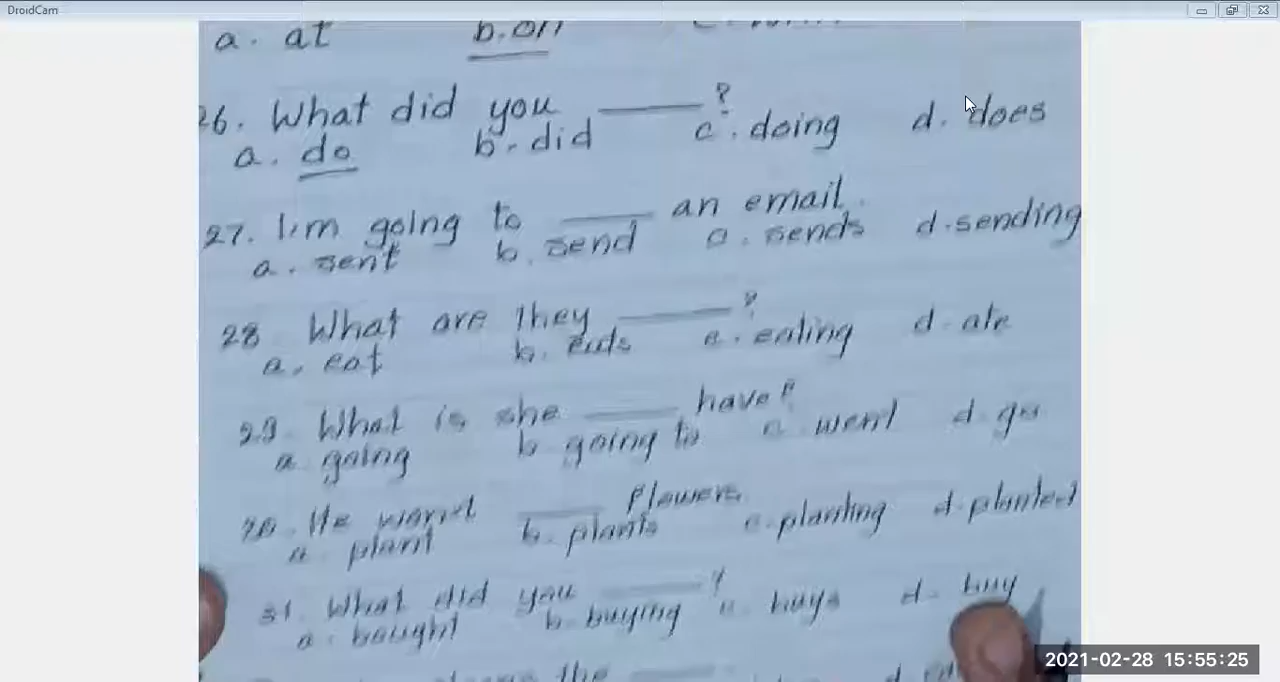 DroidCam
a. at b. on
26. What did you ____?
a. do b. did c. doing d. does
27. I'm going to ____ an email.
a. sent b. send c. sends d. sending
28. What are they ____?
a. eat b. eats c. eating d. ate
29. What is she ____ have?
a. going b. going to c. went d. go
30. He ____ flowers.
a. plant b. plants c. planting d. planted
31. What did you ____?
a. bought b. buying c. buys d. buy
the
2021-02-28 15:55:25